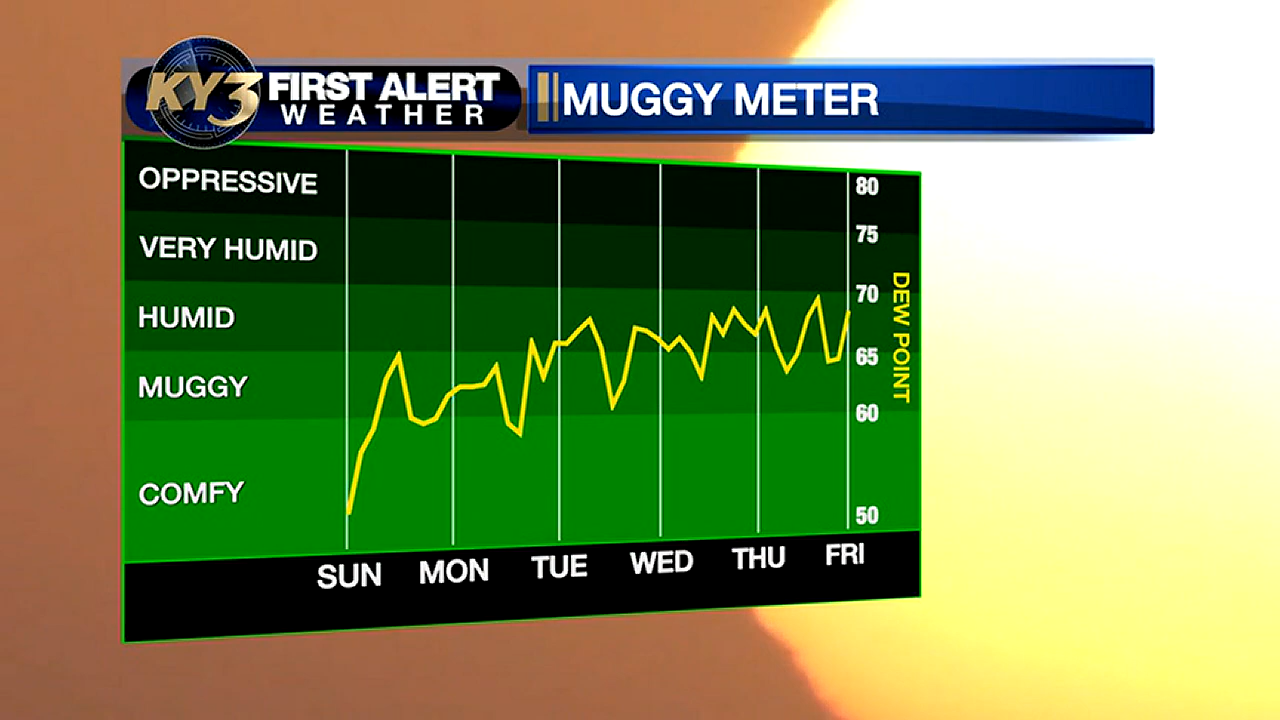 KY3 FIRST ALERT
WEATHER
MUGGY METER
OPPRESSIVE
VERY HUMID
HUMID
MUGGY
COMFY
80
75
70
65
60
50
DEW POINT
SUN MON TUE WED THU FRI